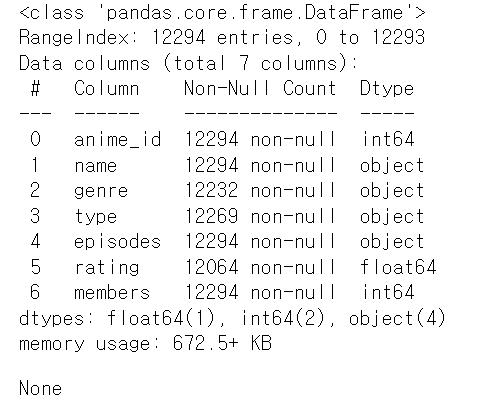 <class 'pandas.core.frame.DataFrame'>
RangeIndex: 12294 entries, 0 to 12293
Data columns (total 7 columns):
 #   Column    Non-Null Count  Dtype
---  ------    --------------  -----
 0   anime_id  12294 non-null  int64
 1   name      12294 non-null  object
 2   genre     12232 non-null  object
 3   type      12269 non-null  object
 4   episodes  12294 non-null  object
 5   rating    12064 non-null  float64
 6   members   12294 non-null  int64
dtypes: float64(1), int64(2), object(4)
memory usage: 672.5+ KB
None